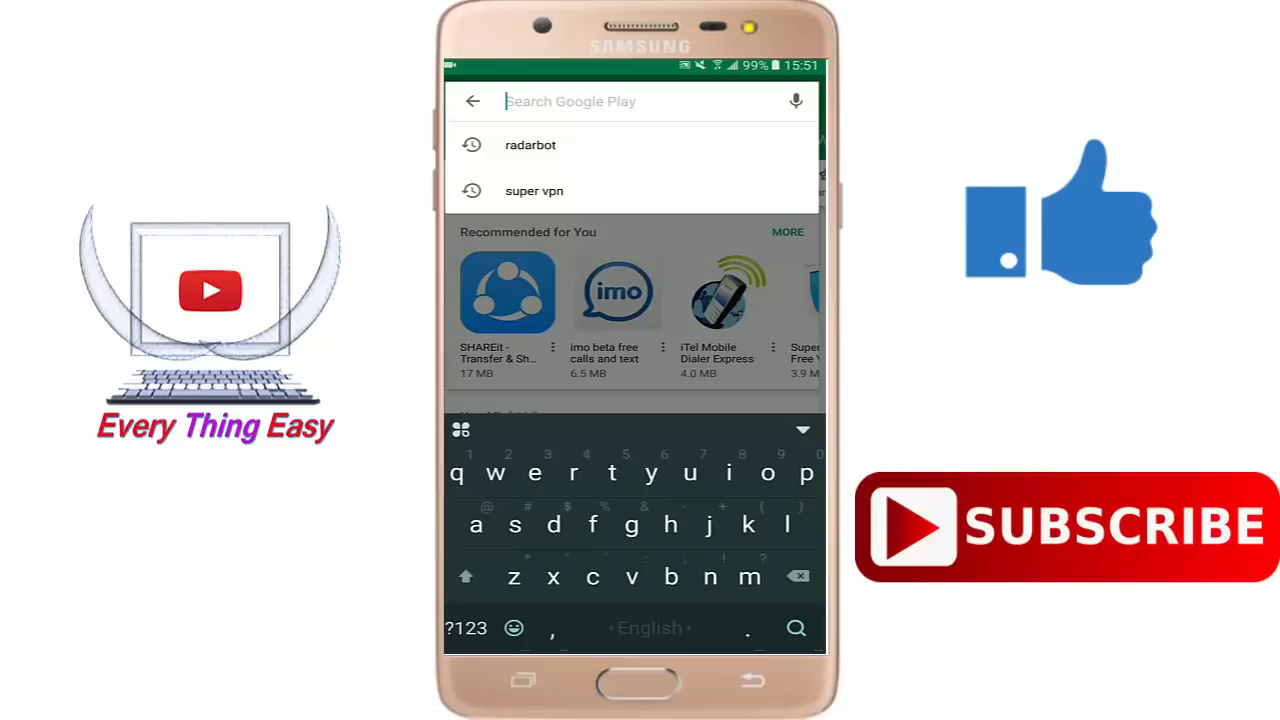 SAMSUNG
99% 15:51
Search Google Play
radarbot
super vpn
Recommended for You MORE
imo
SHAREit - Transfer & Sh...
17 MB
imo beta free calls and text
6.5 MB
iTel Mobile Dialer Express
4.0 MB
Super
Free
3.9 M
1 2 3 4 5 6 7 8 9 0
q w e r t y u i o p
@ # $ % & - + ( )
a s d f g h j k l
* " ' : ; ! ?
z x c v b n m
?123 , English .
Every Thing Easy
SUBSCRIBE